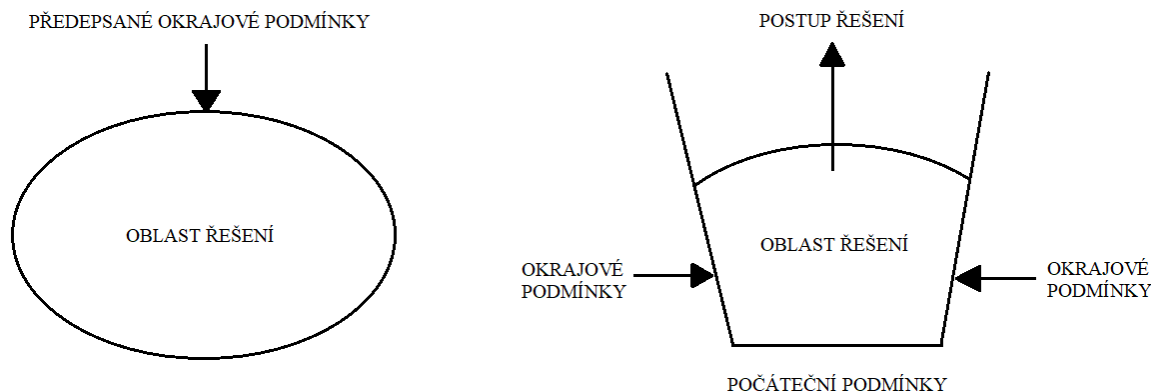 PŘEDEPSANÉ OKRAJOVÉ PODMÍNKY
OBLAST ŘEŠENÍ
POSTUP ŘEŠENÍ
OBLAST ŘEŠENÍ
OKRAJOVÉ
PODMÍNKY
OKRAJOVÉ
PODMÍNKY
POČÁTEČNÍ PODMÍNKY